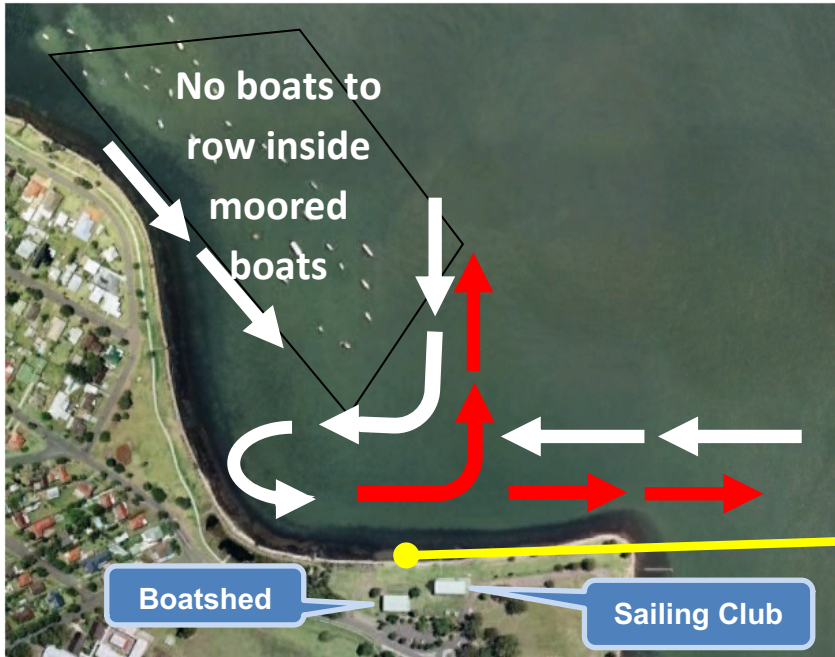 No boats to
row inside
moored
boats
Boatshed
Sailing Club